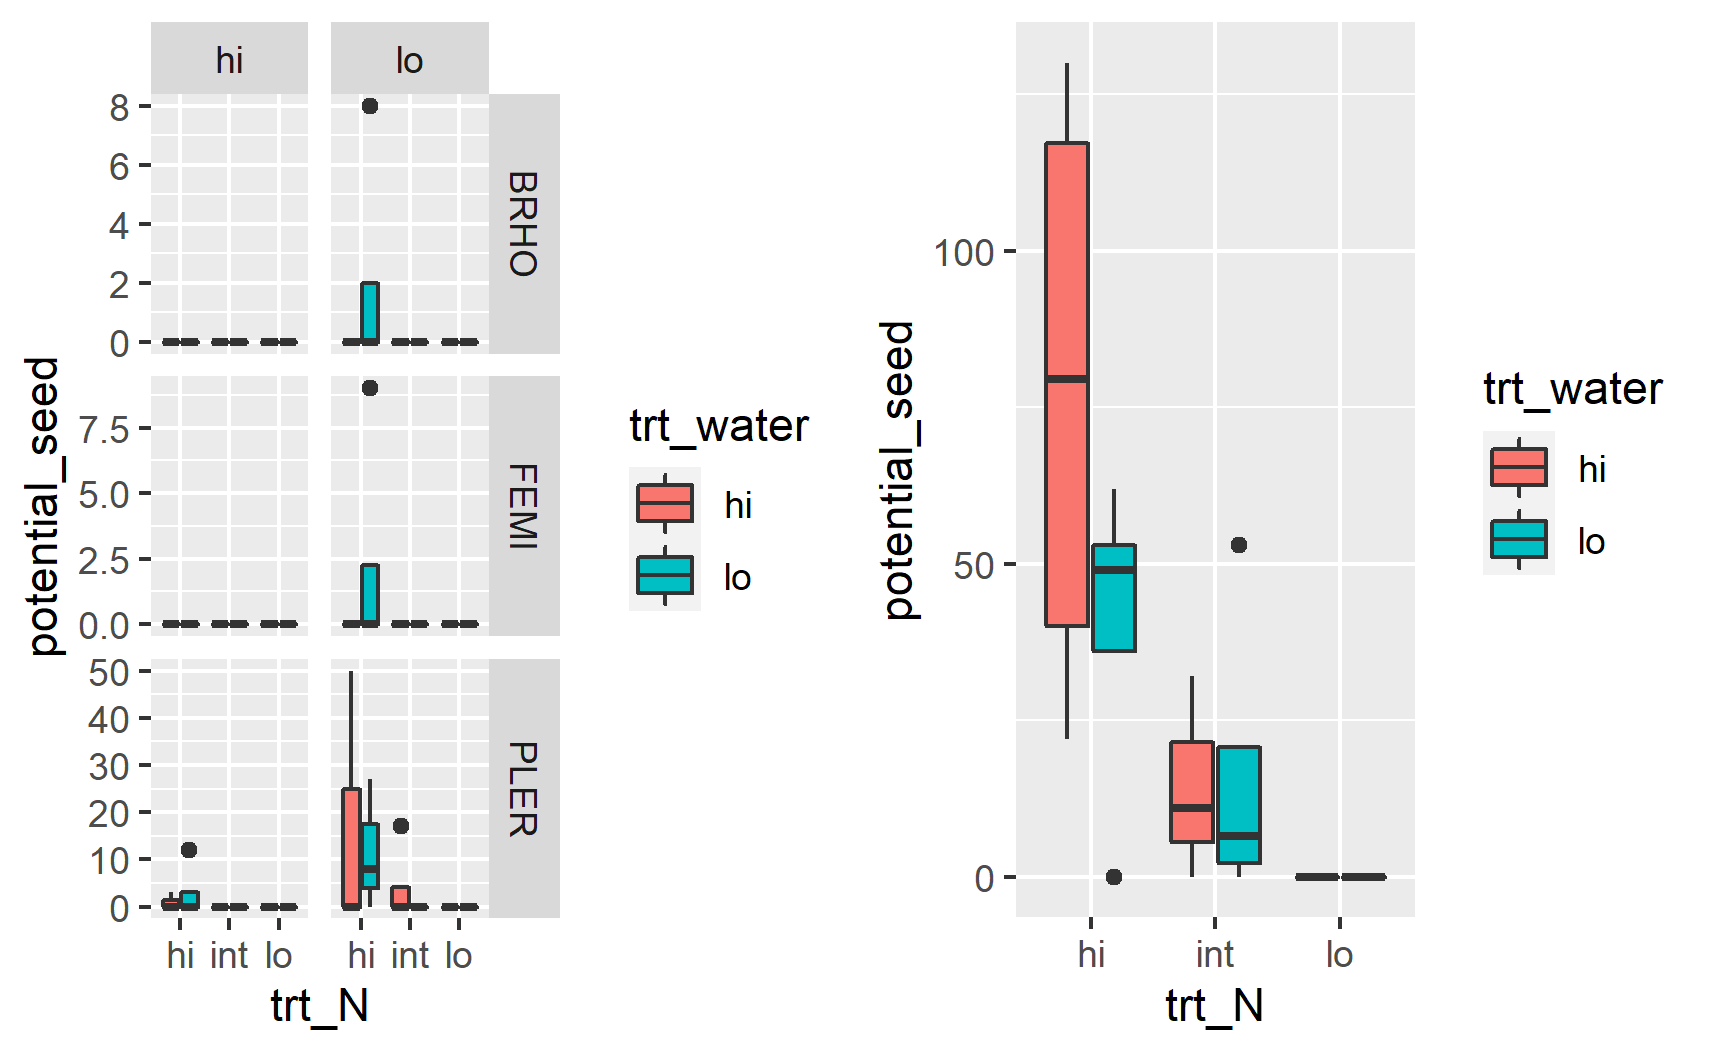 hi lo
8
6
4
2
0
BRHO
7.5
5.0
2.5
0.0
FEMI
50
40
30
20
10
0
PLER
hi int lo hi int lo
trt_N
potential_seed
trt_water
hi
lo
100
50
0
hi int lo
trt_N
potential_seed
trt_water
hi
lo